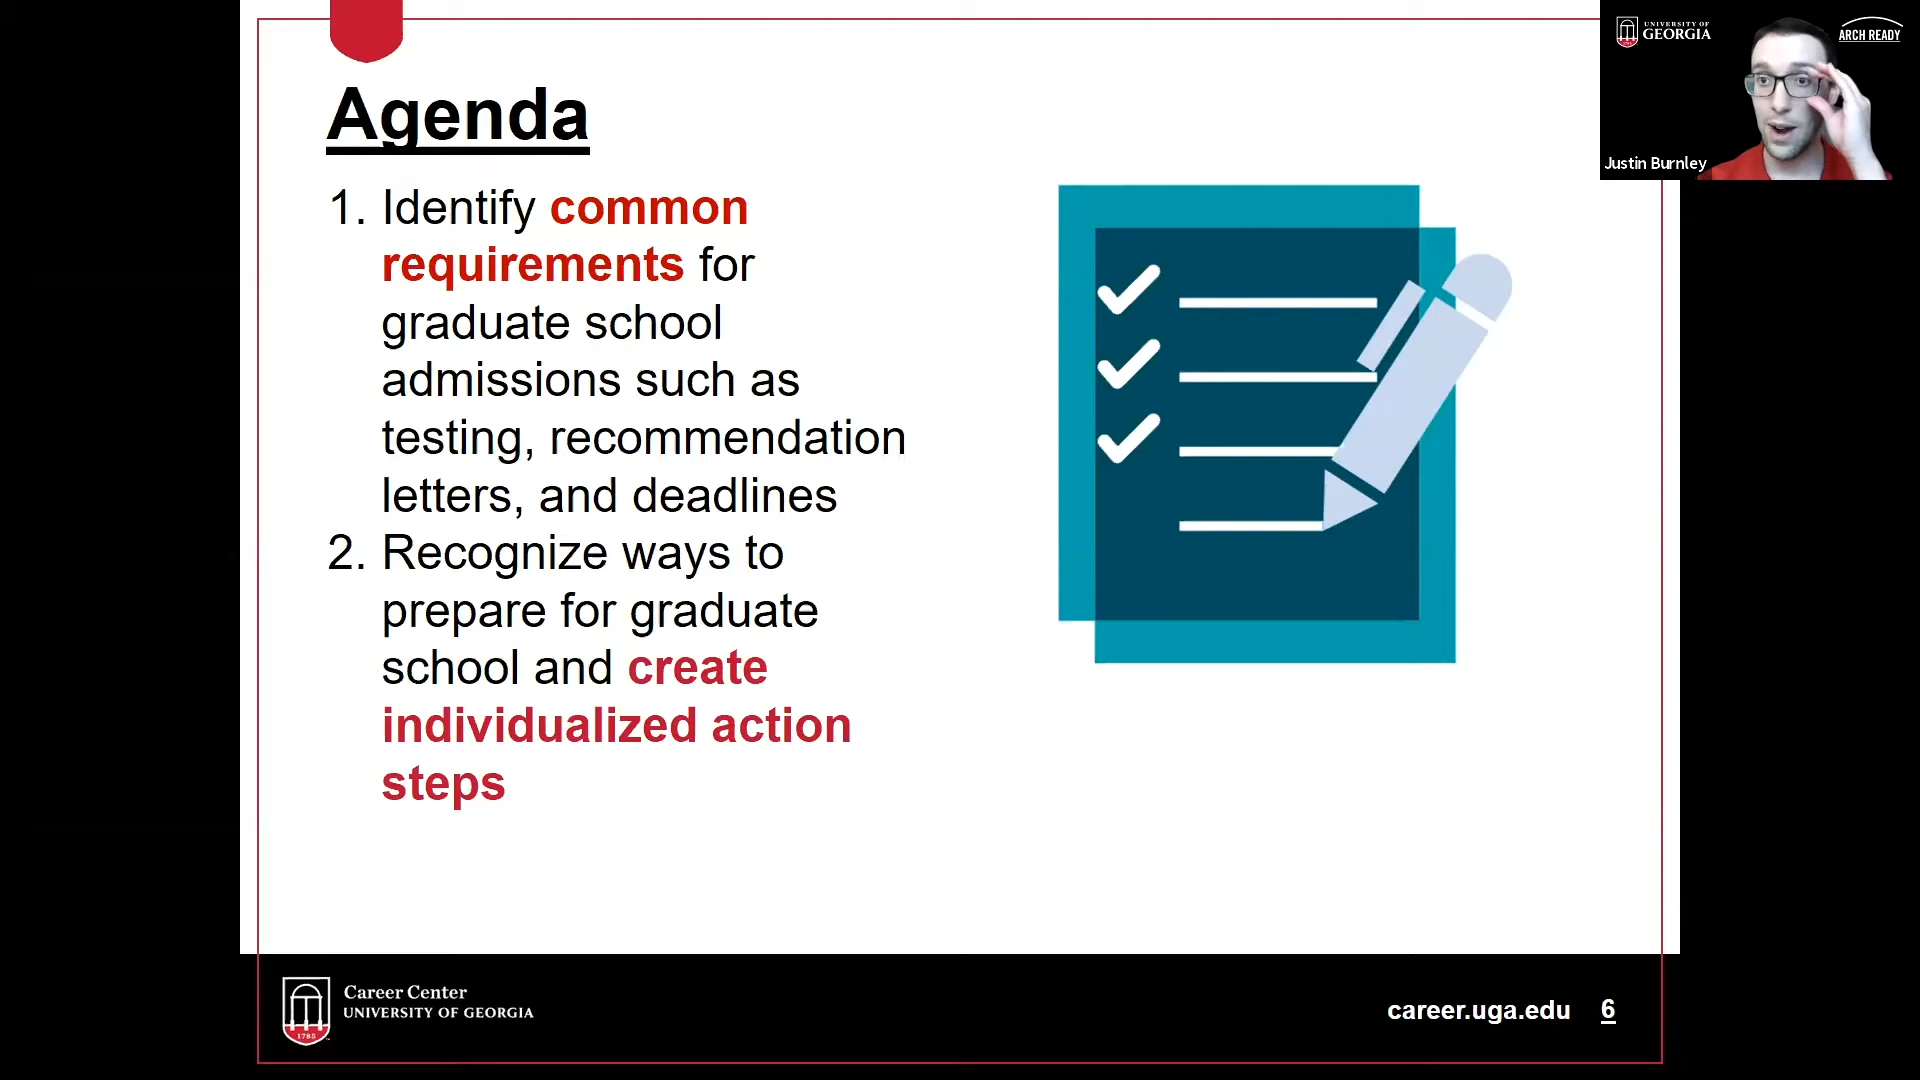 Agenda
1. Identify common
requirements for
graduate school
admissions such as
testing, recommendation
letters, and deadlines
2. Recognize ways to
prepare for graduate
school and create
individualized action
steps
UNIVERSITY OF
GEORGIA
ARCH READY
Justin Burnley
1785
Career Center
UNIVERSITY OF GEORGIA
career.uga.edu 6